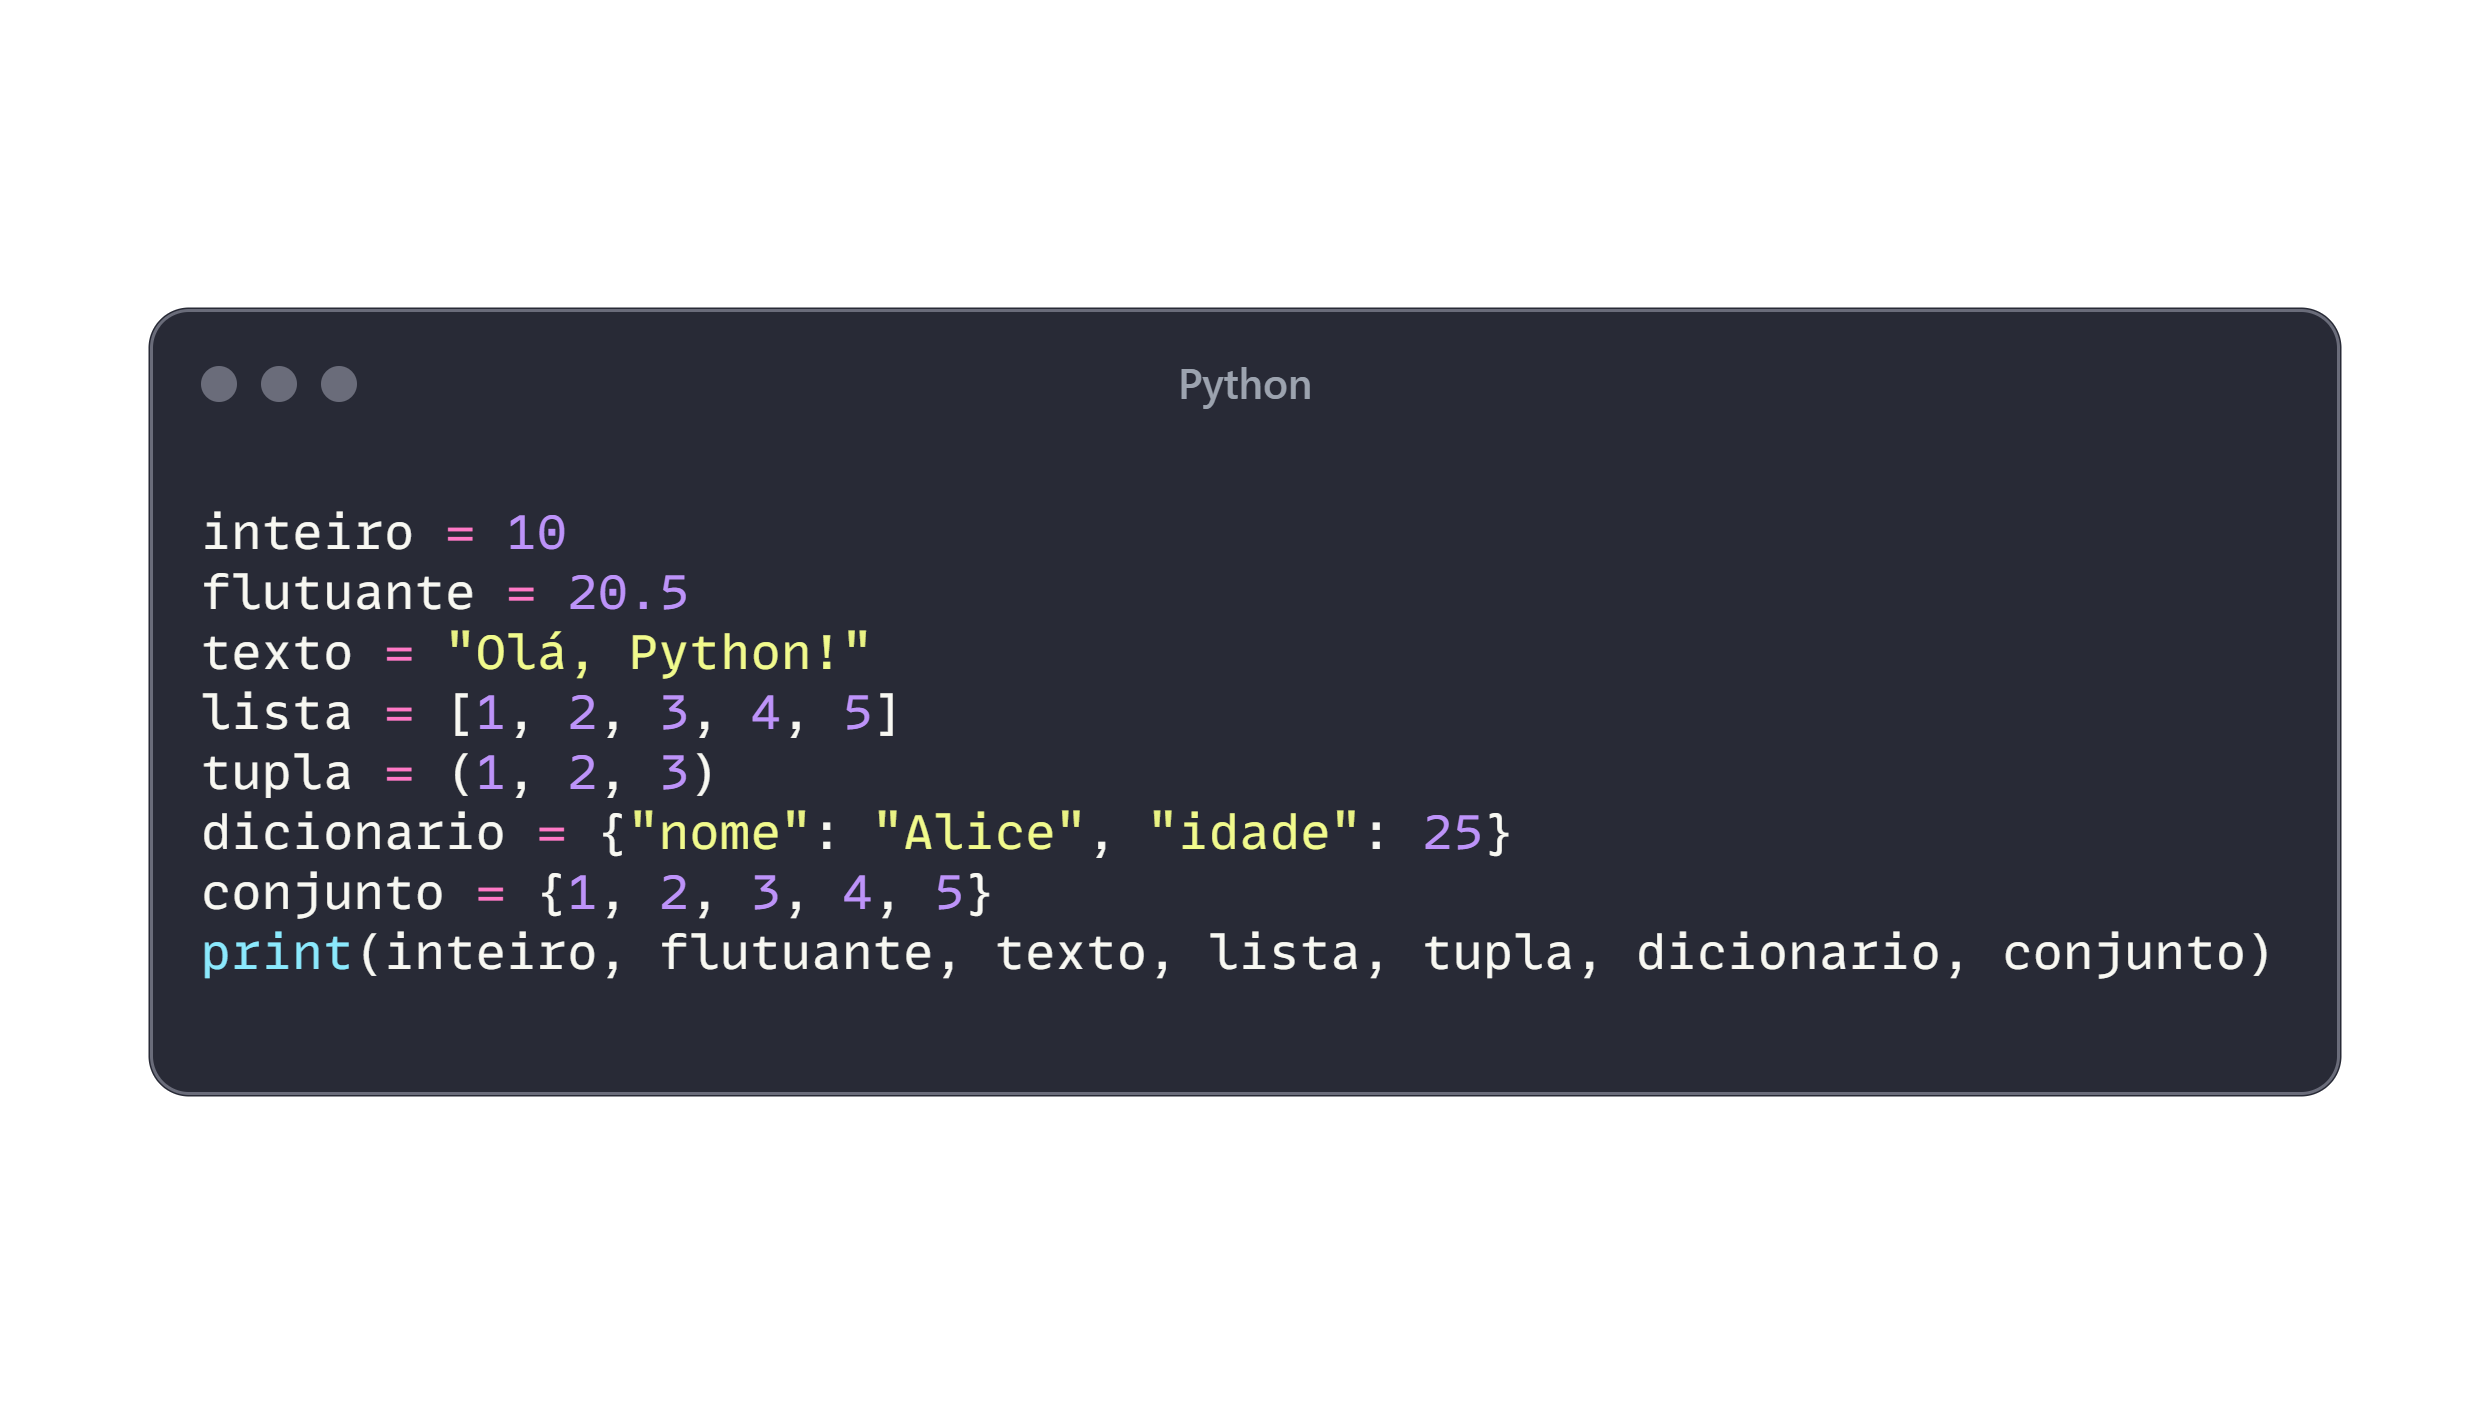 Python
inteiro = 10
flutuante = 20.5
texto = "Olá, Python!"
lista = [1, 2, 3, 4, 5]
tupla = (1, 2, 3)
dicionario = {"nome": "Alice", "idade": 25}
conjunto = {1, 2, 3, 4, 5}
print(inteiro, flutuante, texto, lista, tupla, dicionario, conjunto)